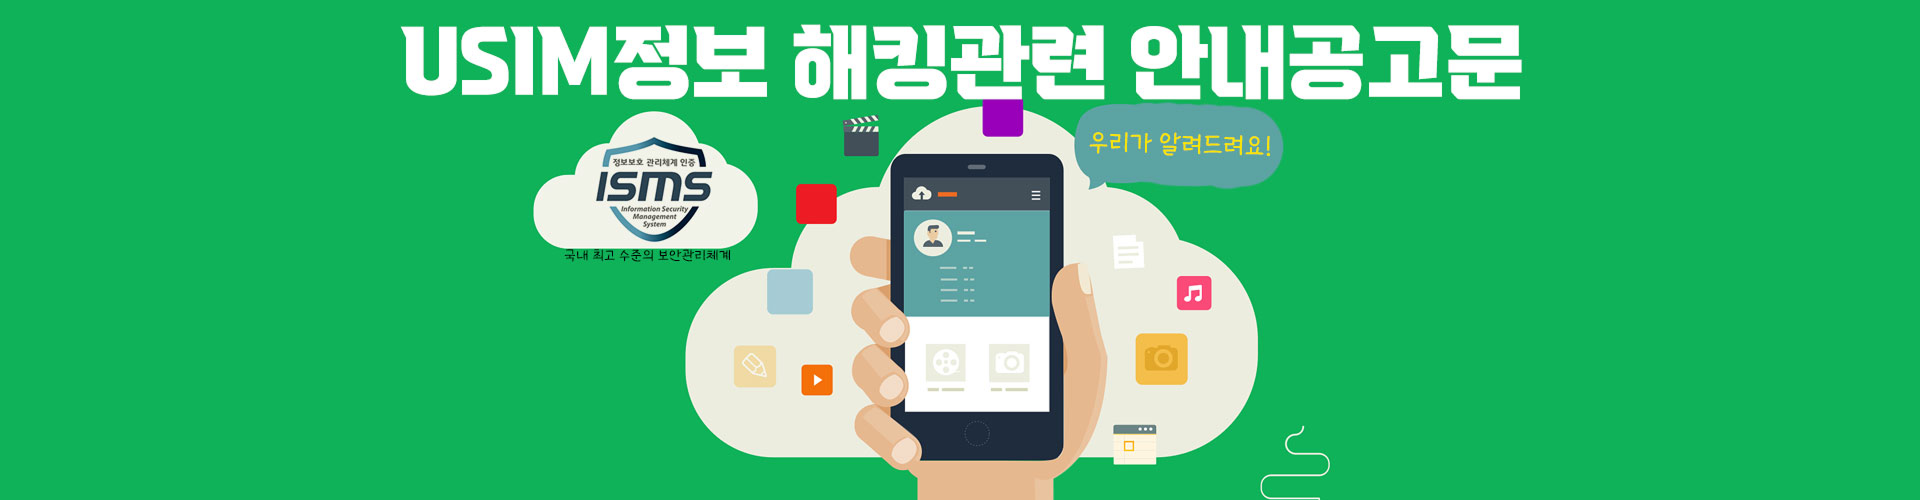 USIM정보 해킹관련 안내공고문
우리가 알려드려요!
정보보호 관리체계 인증
ISMS
Information Security
Management
System
국내 최고 수준의 보안관리체계